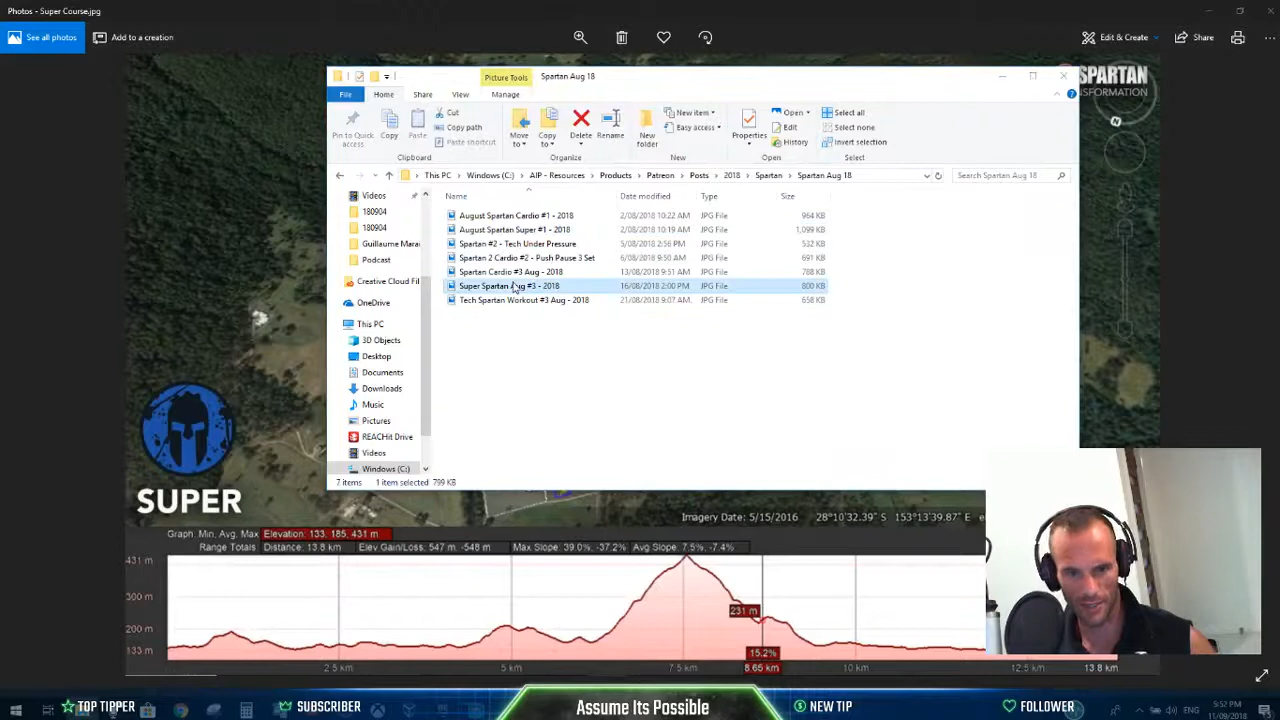 Photos - Super Course.jpg
See all photos
Add to a creation
Edit & Create
Share
SPARTAN
Picture Tools
Spartan Aug 18
File
Home
Share
View
Manage
Pin to Quick access
Copy
Paste
Cut
Copy path
Paste shortcut
Clipboard
Move to
Copy to
Delete
Rename
Organize
New folder
New item
Easy access
New
Properties
Open
Edit
History
Open
Select all
Select none
Invert selection
Select
This PC
Windows (C:)
AIP - Resources
Products
Patreon
Posts
2018
Spartan
Spartan Aug 18
Search Spartan Aug 18
Name
Date modified
Type
Size
August Spartan Cardio #1 - 2018 2/08/2018 10:22 AM JPG File 964 KB
August Spartan Super #1 - 2018 2/08/2018 10:19 AM JPG File 1,099 KB
Spartan #2 - Tech Under Pressure 5/08/2018 2:56 PM JPG File 532 KB
Spartan 2 Cardio #2 - Push Pause 3 Set 6/08/2018 9:50 AM JPG File 691 KB
Spartan Cardio #3 Aug - 2018 13/08/2018 9:51 AM JPG File 788 KB
Super Spartan Aug #3 - 2018 16/08/2018 2:00 PM JPG File 800 KB
Tech Spartan Workout #3 Aug - 2018 21/08/2018 9:07 AM JPG File 658 KB
Videos
180904
180904
Guillaume Mara
Podcast
Creative Cloud Fil
OneDrive
This PC
3D Objects
Desktop
Documents
Downloads
Music
Pictures
REACHit Drive
Videos
Windows (C:)
7 items 1 item selected 799 KB
SUPER
Imagery Date: 5/15/2016 28°10'32.39" S 153°13'39.87" E
Graph: Min, Avg, Max Elevation: 133, 185, 431 m
Range Totals Distance: 13.8 km Elev Gain/Loss: 547 m, -548 m Max Slope: 39.0%, -37.2% Avg Slope: 7.5%, -7.4%
431 m
300 m
200 m
133 m
231 m
15.2%
2.5 km
5 km
7.5 km
8.65 km
10 km
12.5 km
13.8 km
TOP TIPPER
SUBSCRIBER
Assume Its Possible
NEW TIP
FOLLOWER
ENG
5:52 PM
11/09/2018